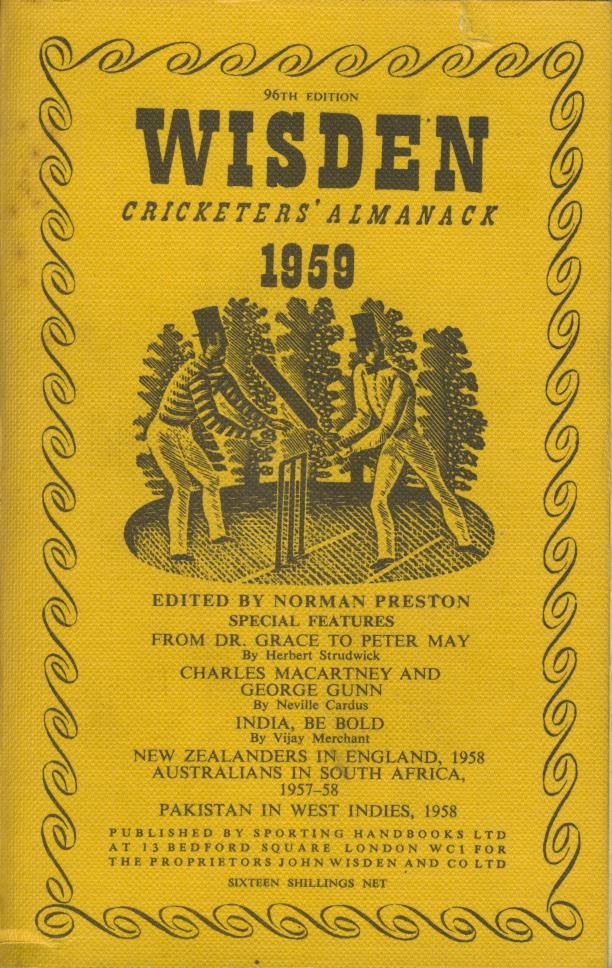 96TH EDITION
WISDEN
CRICKETERS' ALMANACK
1959
EDITED BY NORMAN PRESTON
SPECIAL FEATURES
FROM DR. GRACE TO PETER MAY
By Herbert Strudwick
CHARLES MACARTNEY AND
GEORGE GUNN
By Neville Cardus
INDIA, BE BOLD
By Vijay Merchant
NEW ZEALANDERS IN ENGLAND, 1958
AUSTRALIANS IN SOUTH AFRICA,
1957–58
PAKISTAN IN WEST INDIES, 1958
PUBLISHED BY SPORTING HANDBOOKS LTD
AT 13 BEDFORD SQUARE LONDON WC1 FOR
THE PROPRIETORS JOHN WISDEN AND CO LTD
SIXTEEN SHILLINGS NET